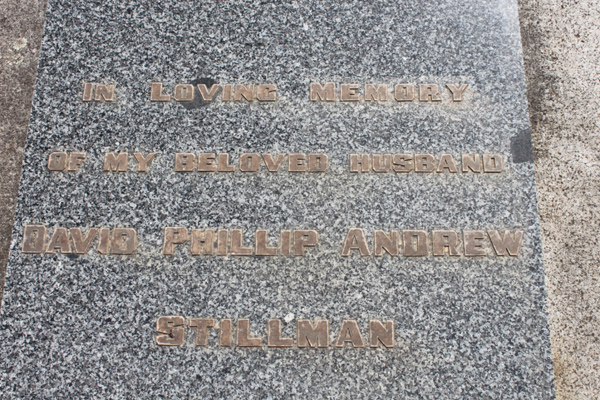 IN LOVING MEMORY
OF MY BELOVED HUSBAND
DAVID PHILLIP ANDREW
STILLMAN